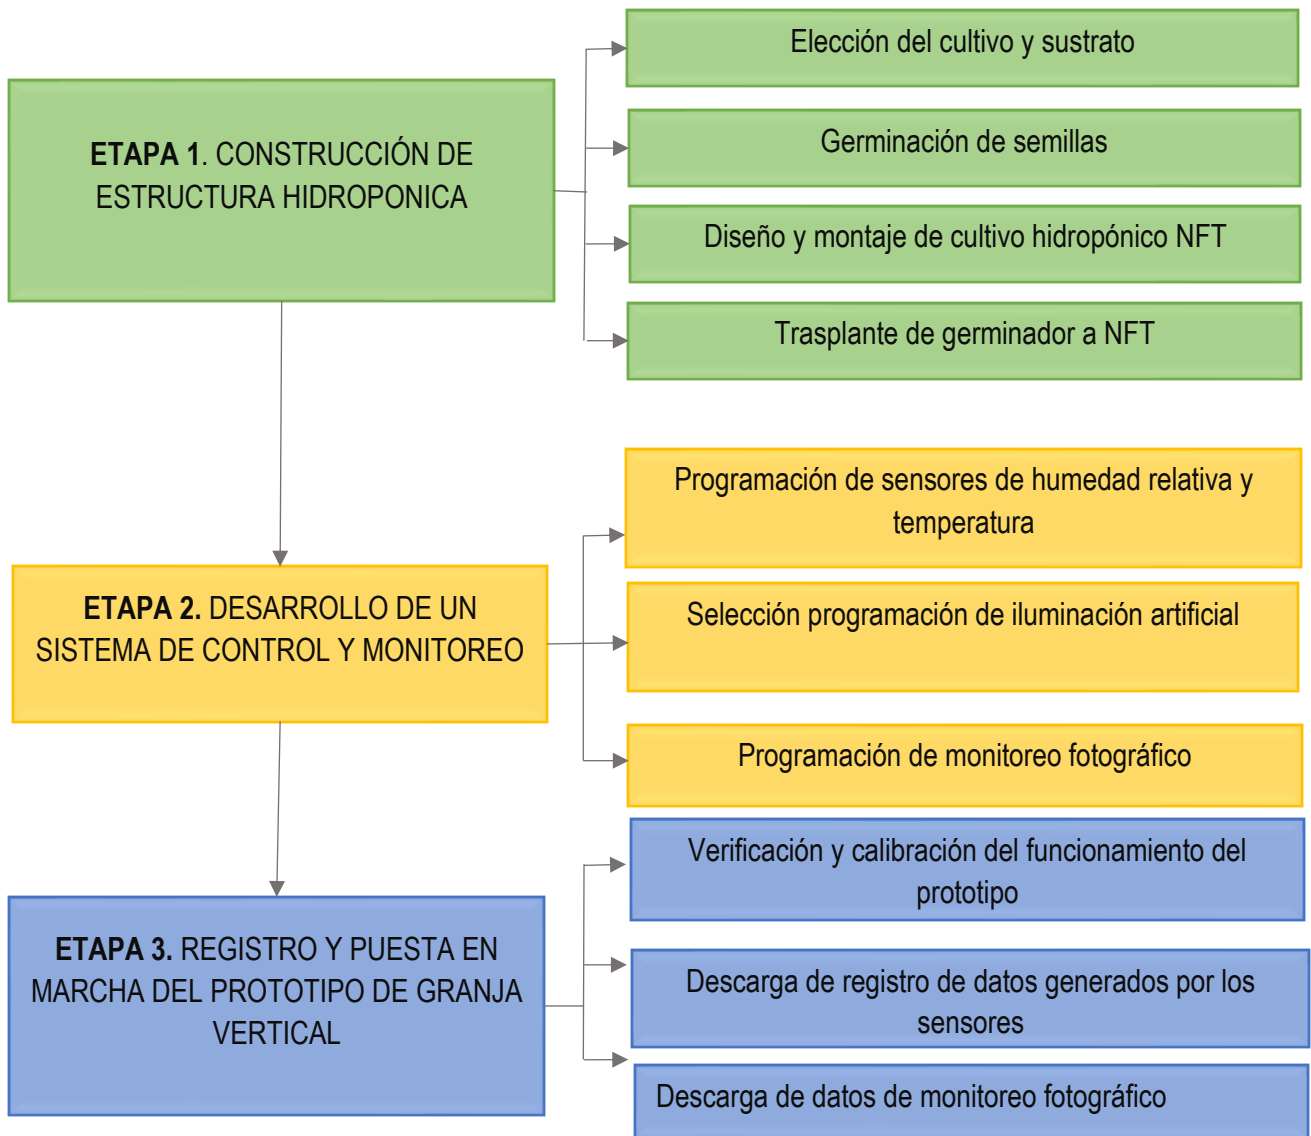 ETAPA 1. CONSTRUCCIÓN DE
ESTRUCTURA HIDROPONICA
Elección del cultivo y sustrato
Germinación de semillas
Diseño y montaje de cultivo hidropónico NFT
Trasplante de germinador a NFT
ETAPA 2. DESARROLLO DE UN
SISTEMA DE CONTROL Y MONITOREO
Programación de sensores de humedad relativa y
temperatura
Selección programación de iluminación artificial
Programación de monitoreo fotográfico
ETAPA 3. REGISTRO Y PUESTA EN
MARCHA DEL PROTOTIPO DE GRANJA
VERTICAL
Verificación y calibración del funcionamiento del
prototipo
Descarga de registro de datos generados por los
sensores
Descarga de datos de monitoreo fotográfico